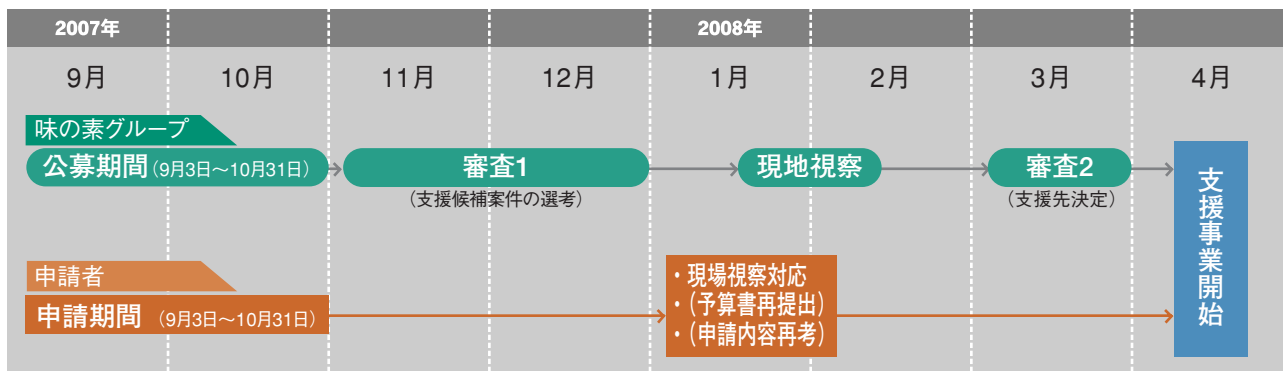 2007年
2008年
9月
10月
11月
12月
1月
2月
3月
4月
味の素グループ
公募期間(9月3日〜10月31日)
審査1
(支援候補案件の選考)
現地視察
審査2
(支援先決定)
支援事業開始
申請者
申請期間 (9月3日〜10月31日)
・現場視察対応
・(予算書再提出)
・(申請内容再考)